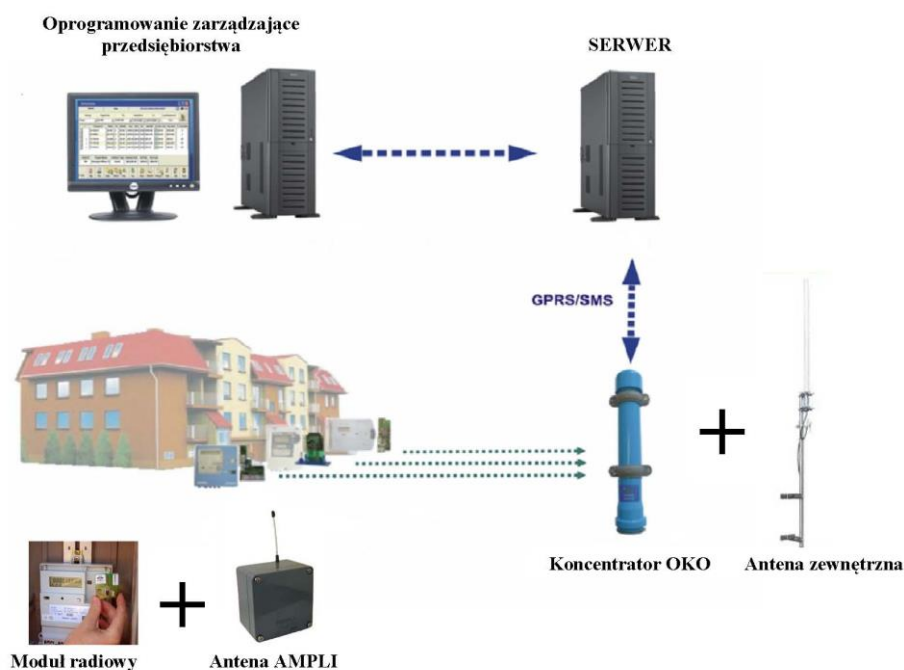 Oprogramowanie zarządzające
przedsiębiorstwa
SERWER
GPRS/SMS
Koncentrator OKO
Antena zewnętrzna
Moduł radiowy
Antena AMPLI